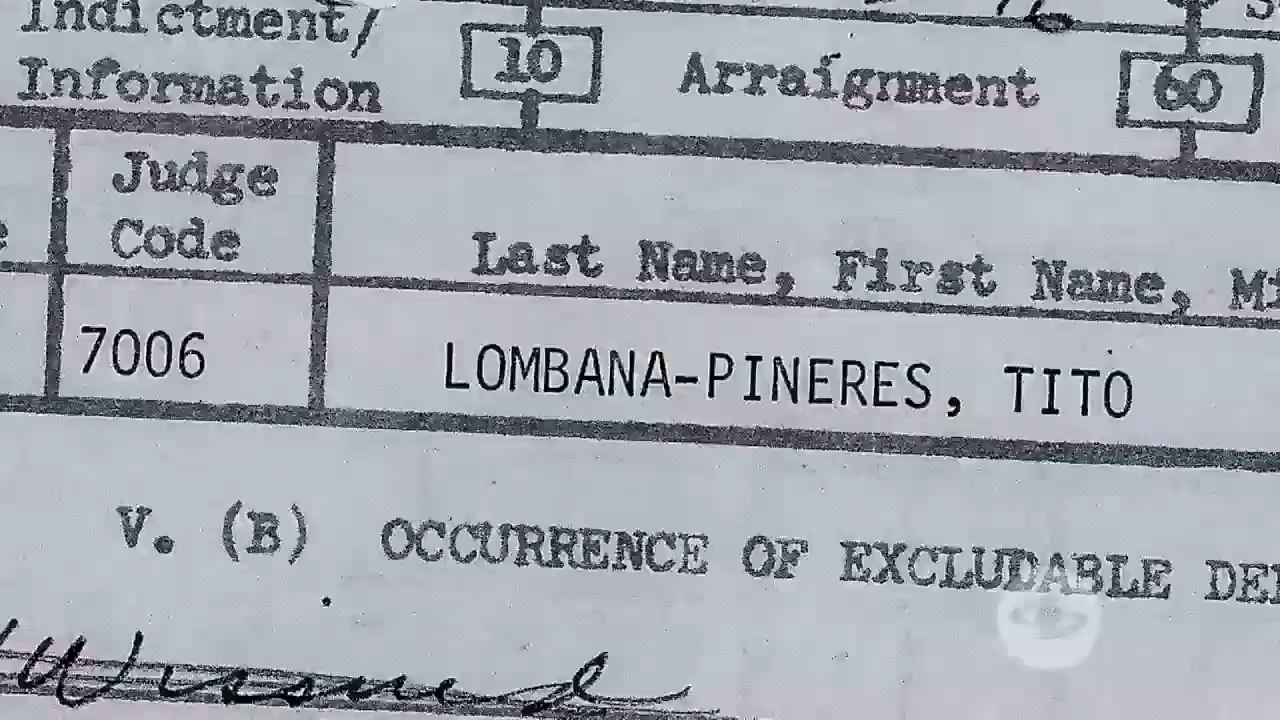 Indictment/
Information
10
Arraignment
60
Judge
Code
Last Name, First Name,
7006
LOMBANA-PINERES, TITO
V. (B) OCCURRENCE OF EXCLUDABLE